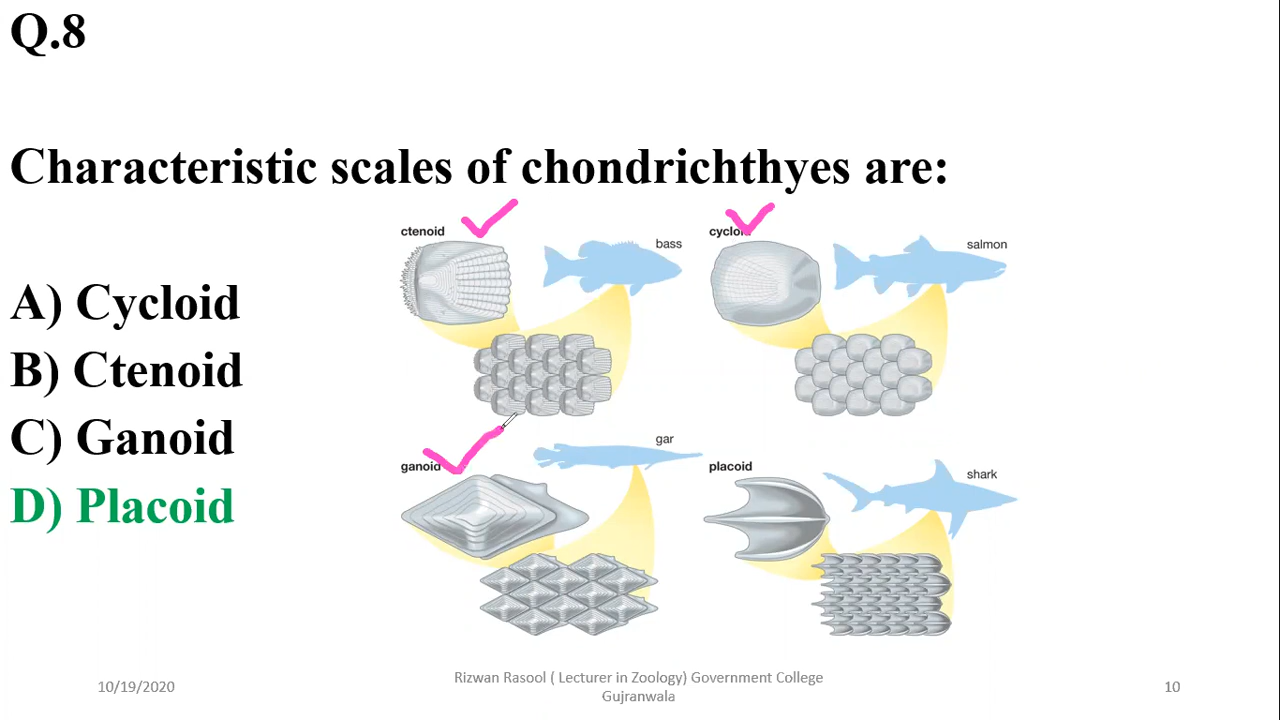 Q.8
Characteristic scales of chondrichthyes are:
A) Cycloid
B) Ctenoid
C) Ganoid
D) Placoid
ctenoid
bass
cycloi
salmon
ganoid
gar
placoid
shark
10/19/2020
Rizwan Rasool ( Lecturer in Zoology) Government College
Gujranwala
10